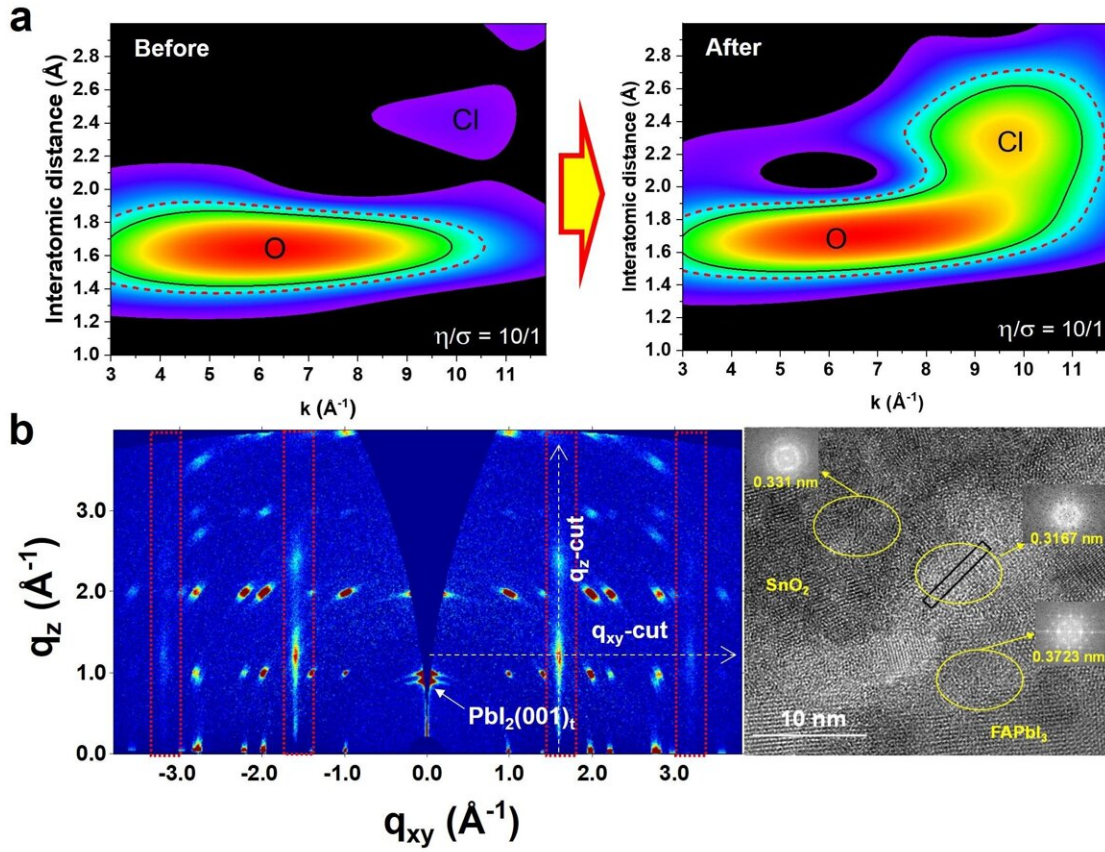 a
Before
Interatomic distance (Å)
2.8
2.6
2.4
2.2
2.0
1.8
1.6
1.4
1.2
1.0
Cl
O
η/σ = 10/1
3 4 5 6 7 8 9 10 11
k (Å-1)
After
Interatomic distance (Å)
2.8
2.6
2.4
2.2
2.0
1.8
1.6
1.4
1.2
1.0
Cl
O
η/σ = 10/1
3 4 5 6 7 8 9 10 11
k (Å-1)
b
qz (Å-1)
3.0
2.0
1.0
0.0
qz-cut
qxy-cut
PbI2(001)t
-3.0 -2.0 -1.0 0.0 1.0 2.0 3.0
qxy (Å-1)
0.331 nm
0.3167 nm
SnO2
0.3723 nm
10 nm
FAPbI3